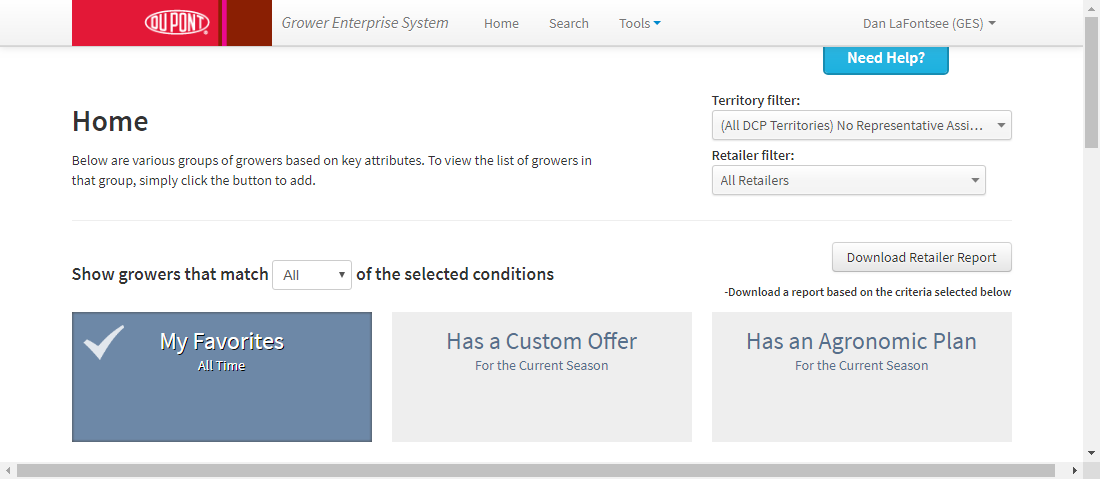 DU PONT®
Grower Enterprise System
Home
Search
Tools
Dan LaFontsee (GES)
Need Help?
Home
Below are various groups of growers based on key attributes. To view the list of growers in
that group, simply click the button to add.
Territory filter:
(All DCP Territories) No Representative Assi...
Retailer filter:
All Retailers
Show growers that match All of the selected conditions
Download Retailer Report
-Download a report based on the criteria selected below
My Favorites
All Time
Has a Custom Offer
For the Current Season
Has an Agronomic Plan
For the Current Season